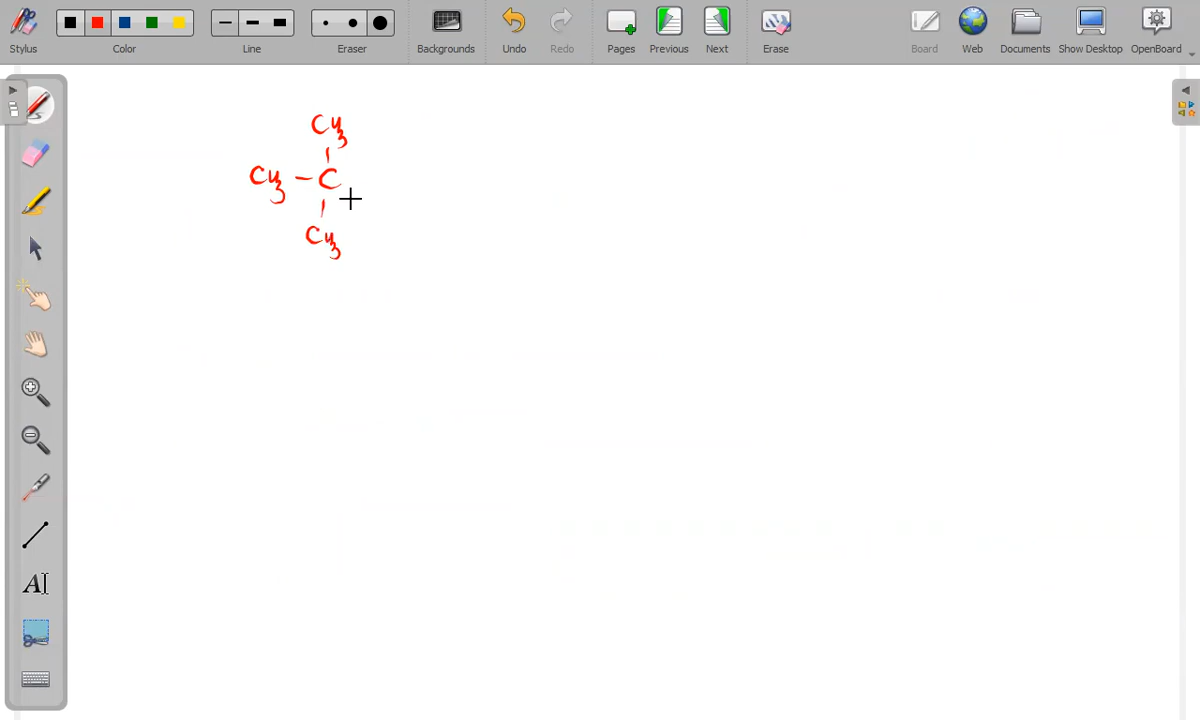 Stylus Color Line Eraser Backgrounds Undo Redo Pages Previous Next Erase Board Web Documents Show Desktop OpenBoard
CH3
CH3 - C
CH3